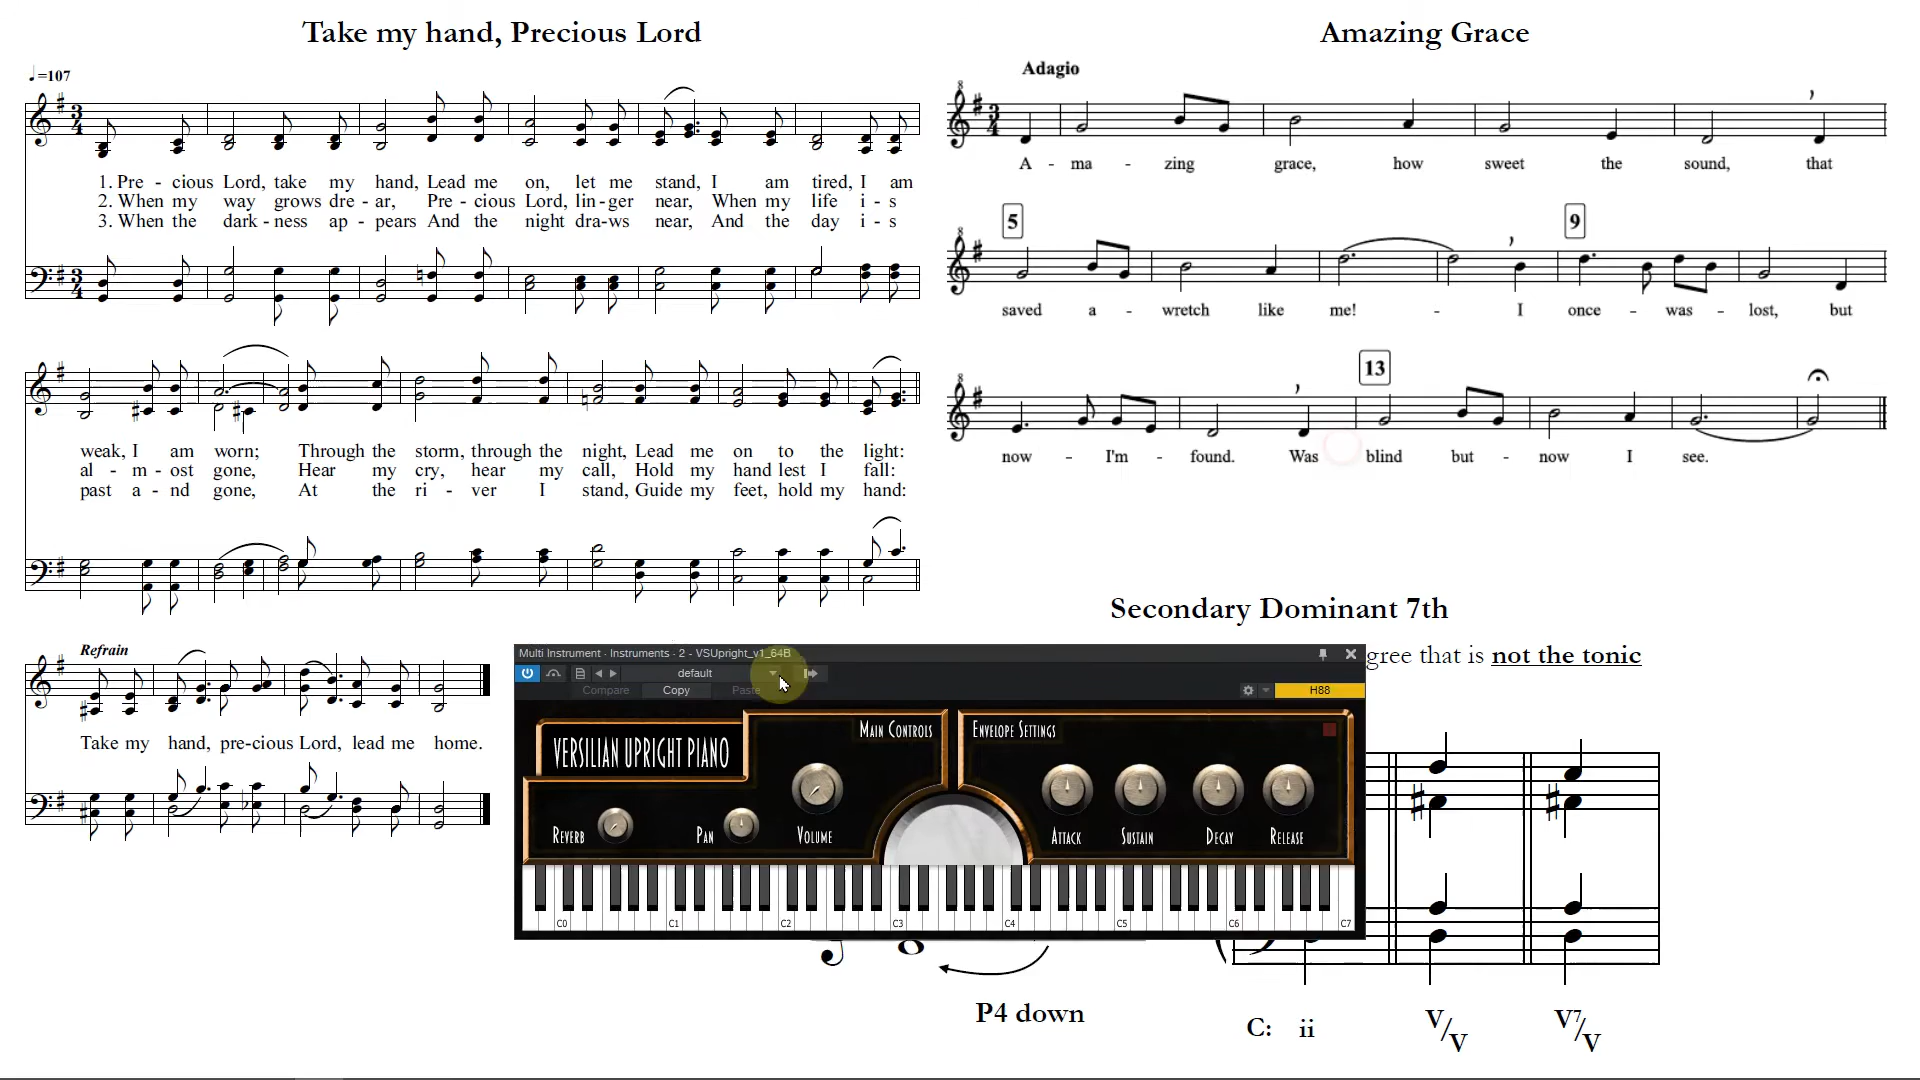 Take my hand, Precious Lord
♩=107
1. Pre - cious Lord, take my hand, Lead me on, let me stand, I am tired, I am
2. When my way grows dre - ar, Pre - cious Lord, lin - ger near, When my life i - s
3. When the dark - ness ap - pears And the night dra-ws near, And the day i - s
weak, I am worn; Through the storm, through the night, Lead me on to the light:
al - m - ost gone, Hear my cry, hear my call, Hold my hand lest I fall:
past a - nd gone, At the ri - ver I stand, Guide my feet, hold my hand:
Refrain
Take my hand, pre-cious Lord, lead me home.
Amazing Grace
Adagio
A - ma - zing grace, how sweet the sound, that
5
9
saved a - wretch like me! - I once - was - lost, but
13
now - I'm - found. Was blind but - now I see.
Secondary Dominant 7th
gree that is not the tonic
Multi Instrument · Instruments · 2 - VSUpright_v1_64B
default
Compare Copy Paste
H88
VERSILIAN UPRIGHT PIANO
MAIN CONTROLS
ENVELOPE SETTINGS
REVERB PAN VOLUME
ATTACK SUSTAIN DECAY RELEASE
C0 C1 C2 C3 C4 C5 C6 C7
P4 down
C: ii V/V V7/V